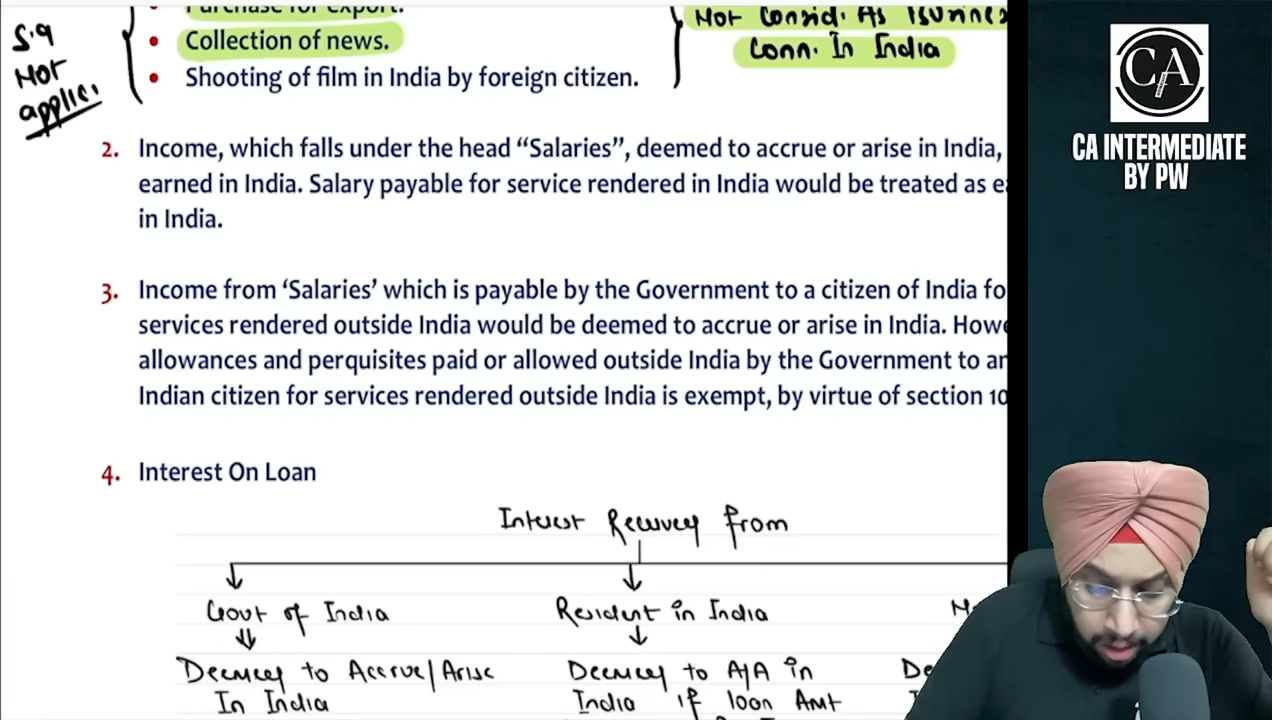 Purchase for export.
Collection of news.
Shooting of film in India by foreign citizen.
S.9
Not
applic.
Not Consid. As Busines
Conn. In India
2. Income, which falls under the head “Salaries”, deemed to accrue or arise in India,
earned in India. Salary payable for service rendered in India would be treated as ea
in India.
3. Income from ‘Salaries’ which is payable by the Government to a citizen of India fo
services rendered outside India would be deemed to accrue or arise in India. Howe
allowances and perquisites paid or allowed outside India by the Government to an
Indian citizen for services rendered outside India is exempt, by virtue of section 10
4. Interest On Loan
Interest Received from
Govt of India
Resident in India
Deemed to Accrue/Arise
In India
Deemed to A/A in
India if loan Amt
De
CA
CA INTERMEDIATE
BY PW